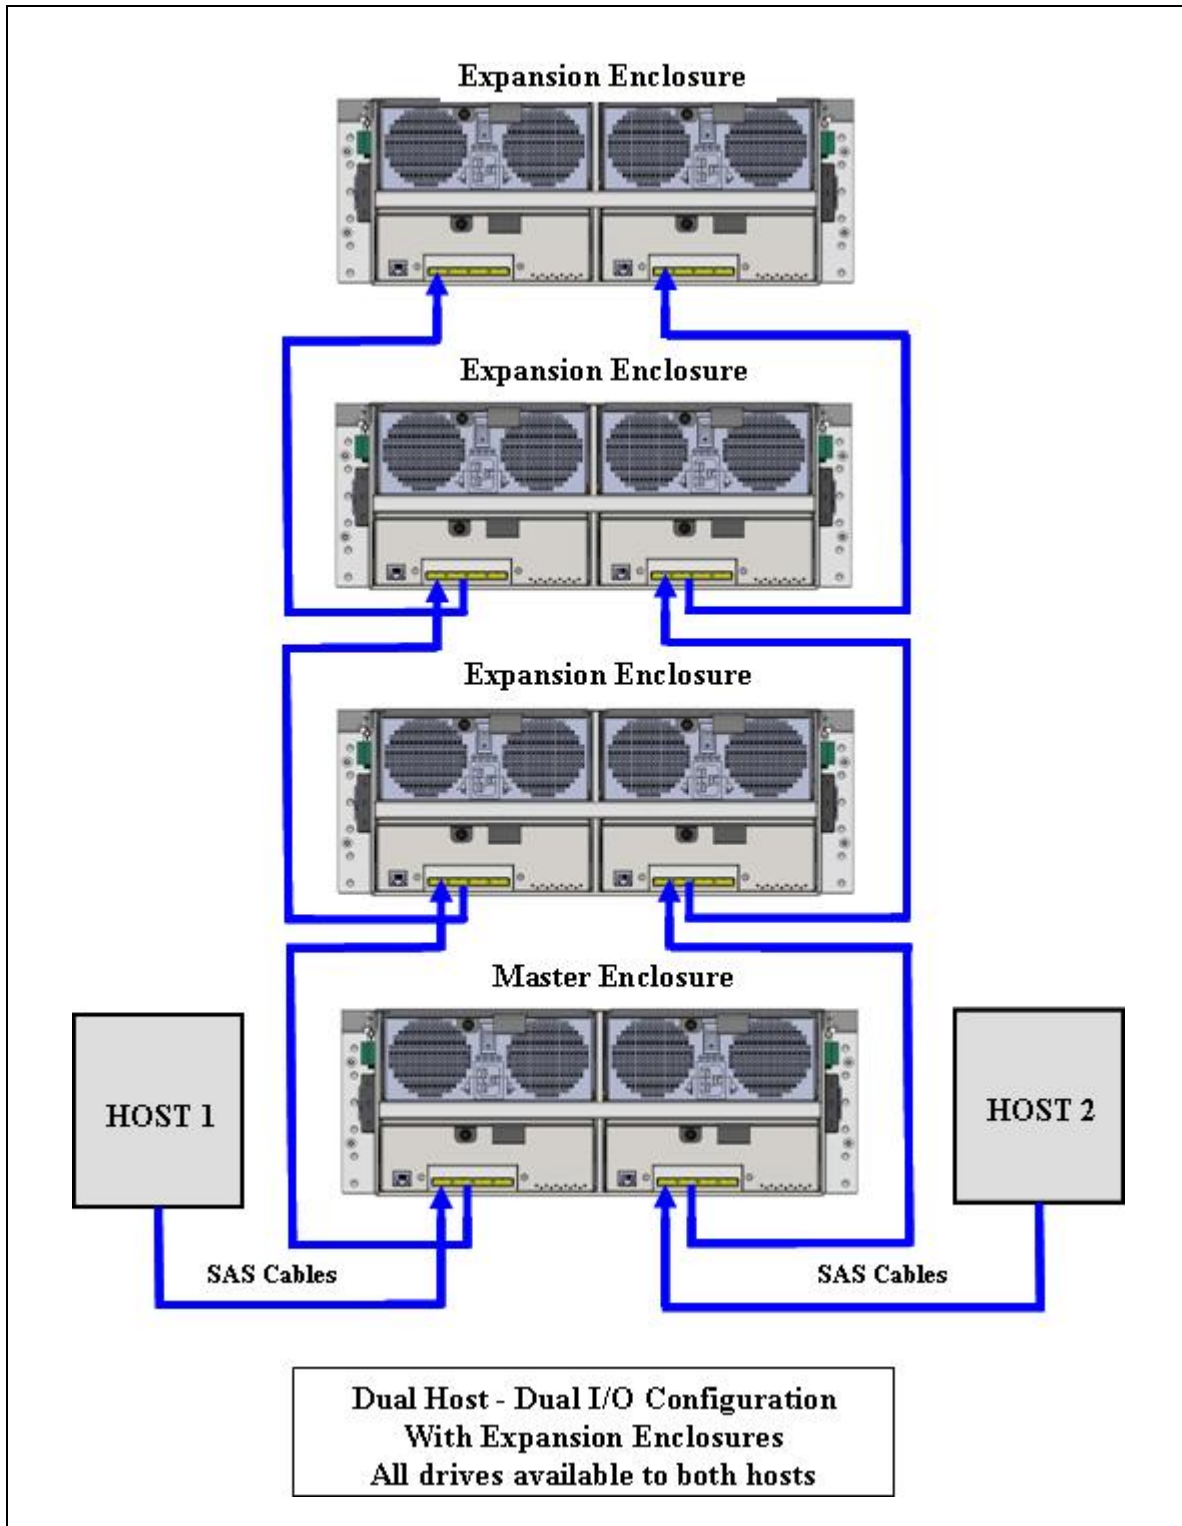 Expansion Enclosure
Expansion Enclosure
Expansion Enclosure
Master Enclosure
HOST 1
HOST 2
SAS Cables
SAS Cables
Dual Host - Dual I/O Configuration
With Expansion Enclosures
All drives available to both hosts